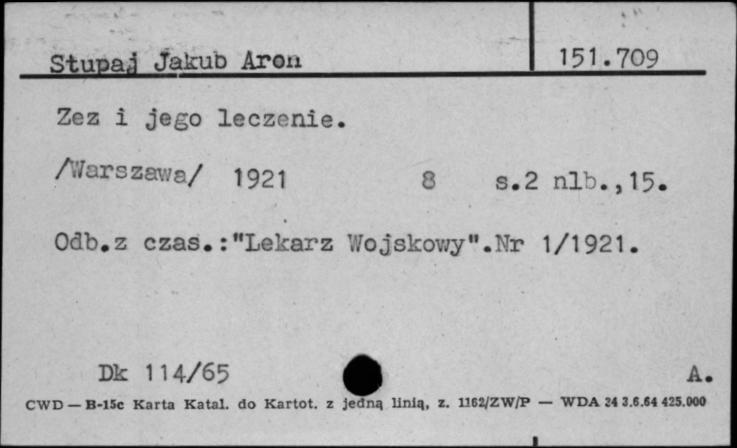 Stupaj Jakub Aron 151.709
Zez i jego leczenie.
/Warszawa/ 1921 8 s.2 nlb.,15.
Odb.z czas.:"Lekarz Wojskowy".Nr 1/1921.
Dk 114/65 A.
CWD — B-15c Karta Katal. do Kartot. z jedną linią, z. 1162/ZW/P — WDA 24 3.6.64 425.000